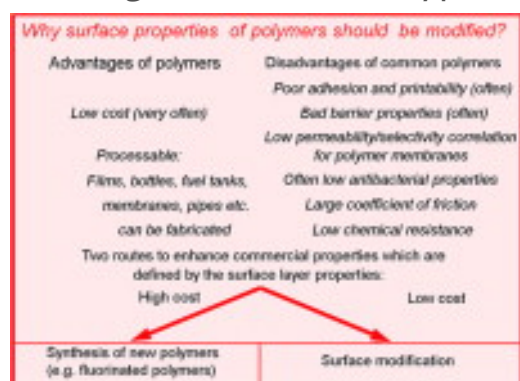 Why surface properties of polymers should be modified?
Advantages of polymers
Disadvantages of common polymers
Poor adhesion and printability (often)
Low cost (very often)
Bad barrier properties (often)
Low permeability/selectivity correlation
Processable:
for polymer membranes
Films, bottles, fuel tanks,
Often low antibacterial properties
membranes, pipes etc.
Large coefficient of friction
can be fabricated
Low chemical resistance
Two routes to enhance commercial properties which are
defined by the surface layer properties:
High cost
Low cost
Synthesis of new polymers
(e.g. fluorinated polymers)
Surface modification